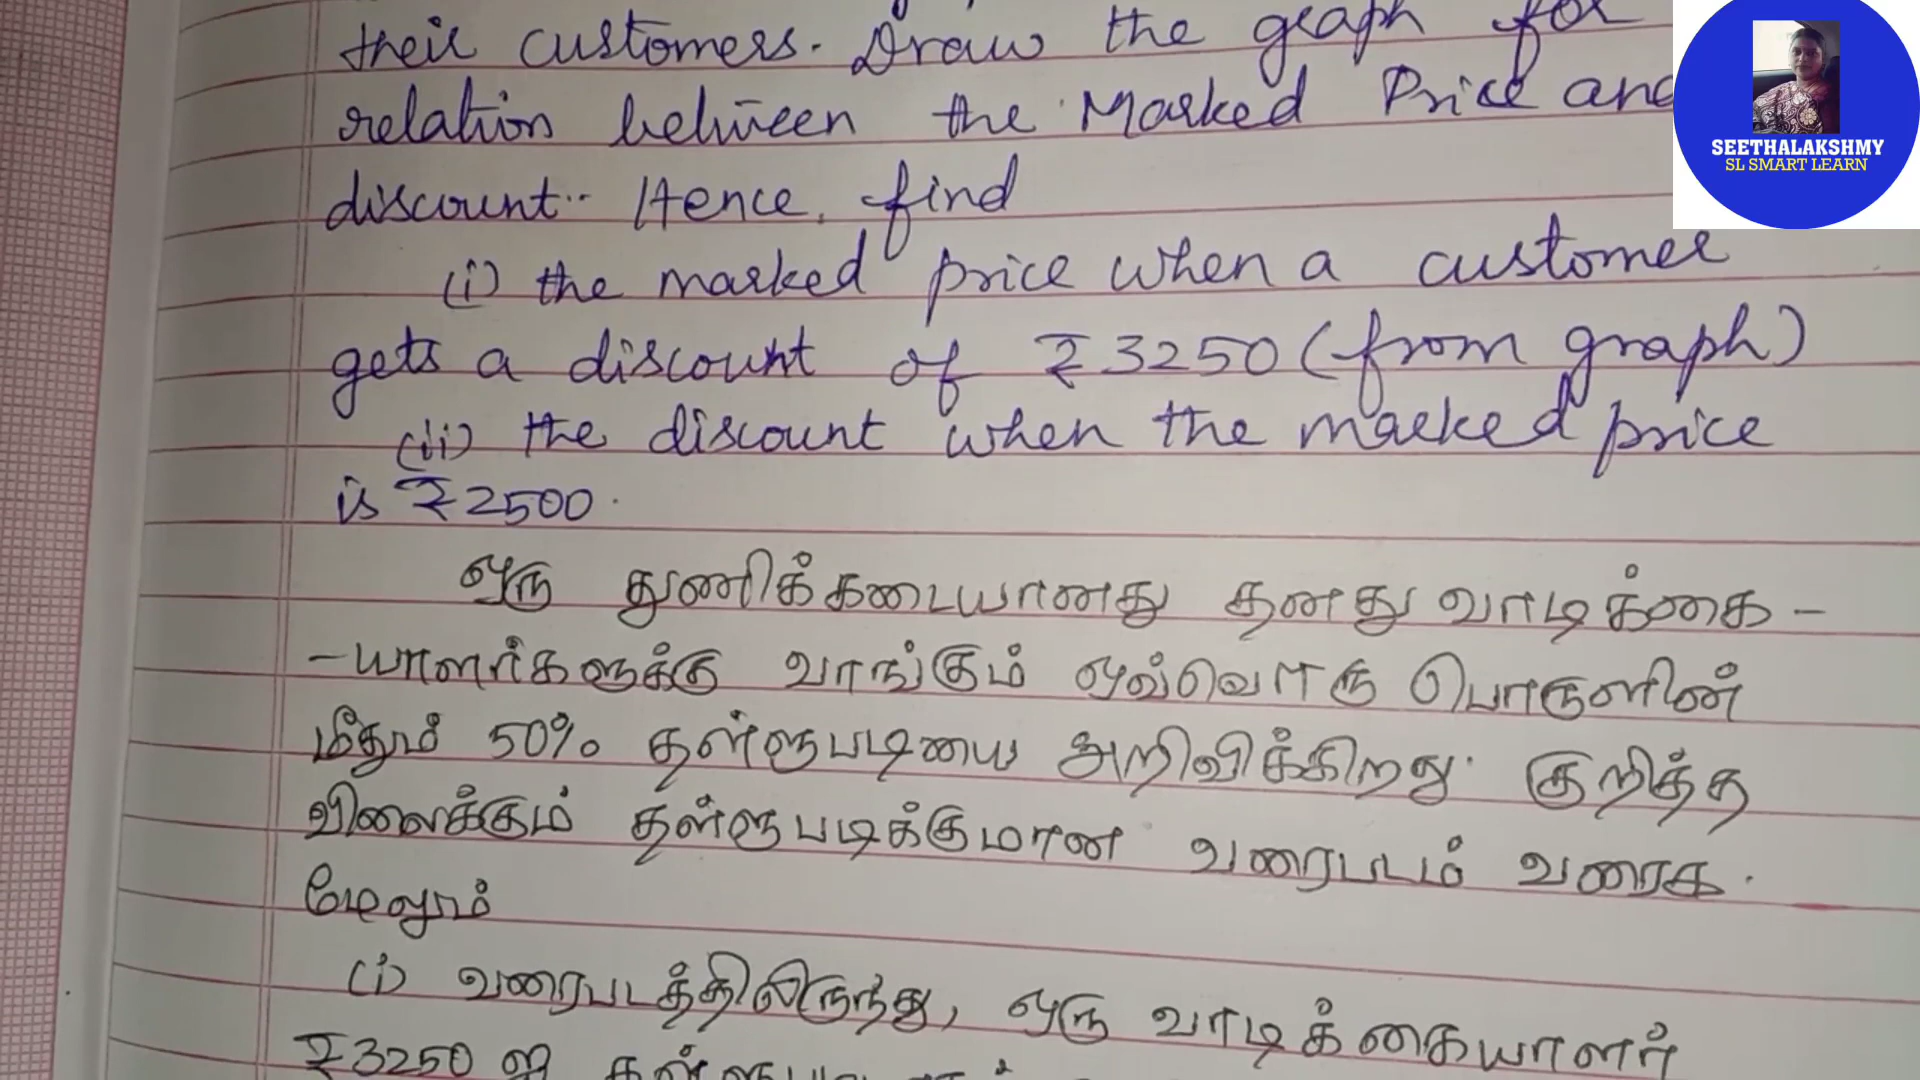 their customers. Draw the graph for
relation between the Marked Price and
discount. Hence, find
(i) the marked price when a customer
gets a discount of ₹3250 (from graph)
(ii) the discount when the marked price
is ₹2500.
ஒரு துணிக்கடையானது தனது வாடிக்கை-
-யாளர்களுக்கு வாங்கும் ஒவ்வொரு பொருளின்
மீதும் 50% தள்ளுபடியை அறிவிக்கிறது. குறித்த
விலைக்கும் தள்ளுபடிக்குமான வரைபடம் வரைக.
மேலும்
(i) வரைபடத்திலிருந்து, ஒரு வாடிக்கையாளர்
₹3250 ஐ
SEETHALAKSHMY
SL SMART LEARN